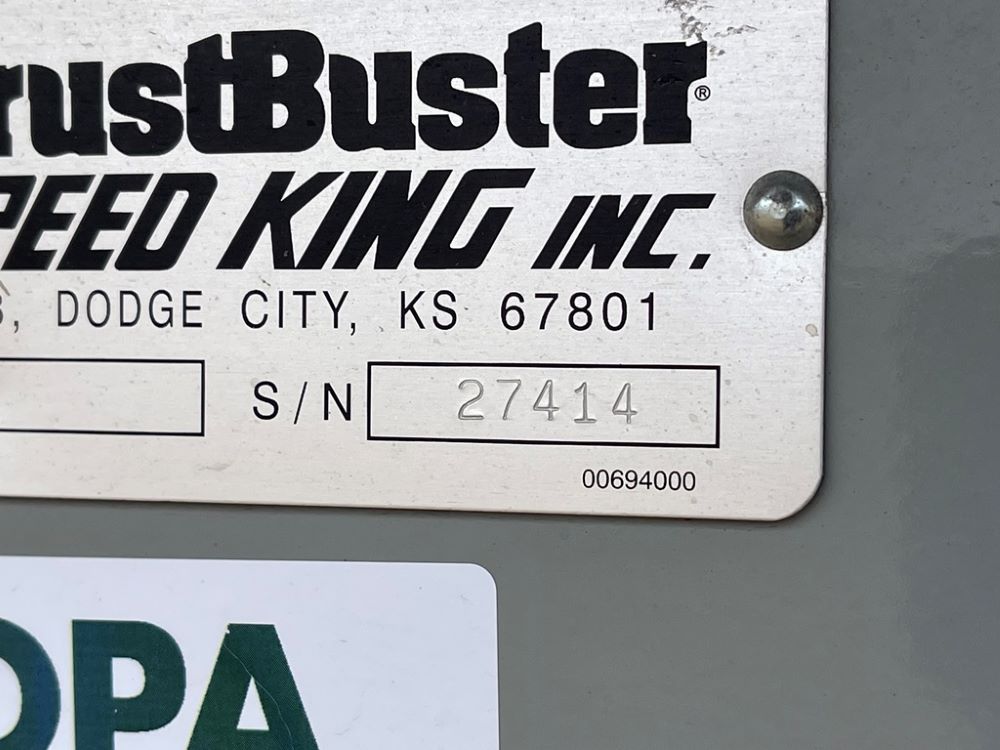 rustBuster®
PEED KING INC.
, DODGE CITY, KS 67801
S/N 27414
00694000
OPA